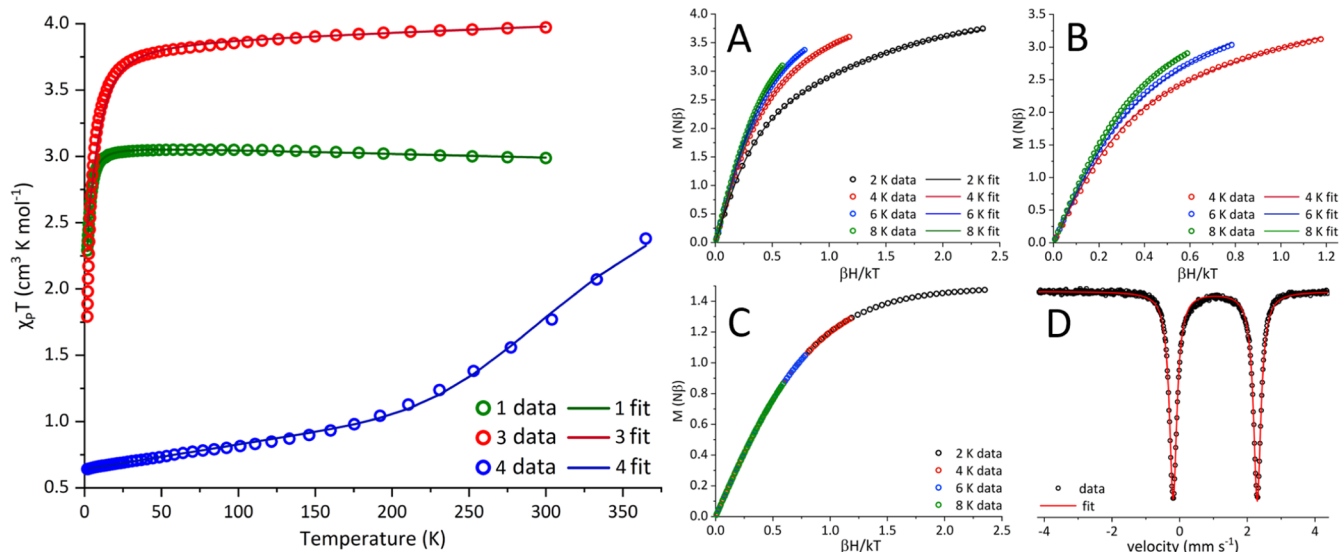 4.0
3.5
3.0
2.5
2.0
1.5
1.0
0.5
χPT (cm³ K mol⁻¹)
1 data 1 fit
3 data 3 fit
4 data 4 fit
0 50 100 150 200 250 300 350
Temperature (K)
A
4.0
3.5
3.0
2.5
2.0
1.5
1.0
0.5
0.0
M (Nβ)
2 K data 2 K fit
4 K data 4 K fit
6 K data 6 K fit
8 K data 8 K fit
0.0 0.5 1.0 1.5 2.0 2.5
βH/kT
B
3.5
3.0
2.5
2.0
1.5
1.0
0.5
0.0
M (Nβ)
4 K data 4 K fit
6 K data 6 K fit
8 K data 8 K fit
0.0 0.2 0.4 0.6 0.8 1.0 1.2
βH/kT
C
1.4
1.2
1.0
0.8
0.6
0.4
0.2
0.0
M (Nβ)
2 K data
4 K data
6 K data
8 K data
0.0 0.5 1.0 1.5 2.0 2.5
βH/kT
D
data
fit
-4 -2 0 2 4
velocity (mm s⁻¹)